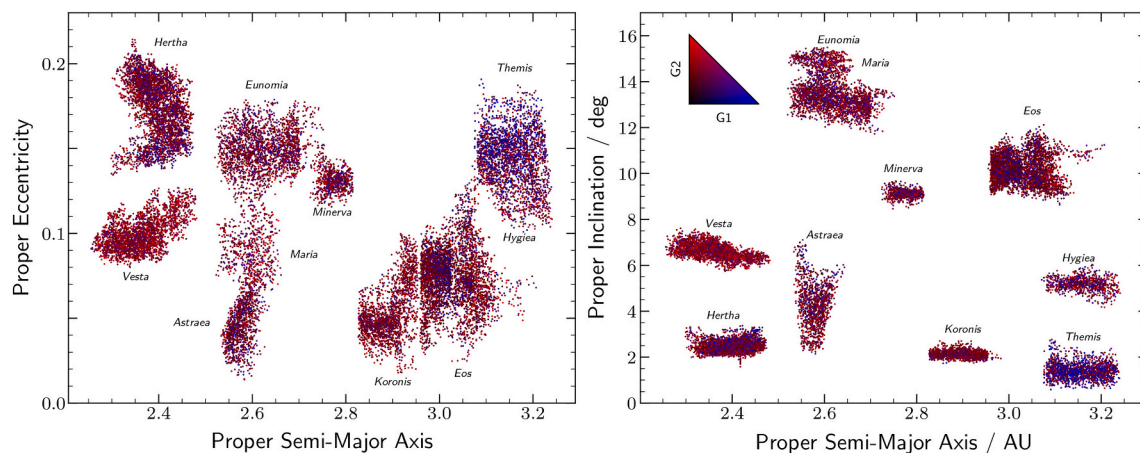 Proper Eccentricity
0.2
0.1
0.0
Hertha
Eunomia
Themis
Minerva
Vesta
Maria
Hygiea
Astraea
Koronis
Eos
2.4
2.6
2.8
3.0
3.2
Proper Semi-Major Axis
Proper Inclination / deg
16
14
12
10
8
6
4
2
0
G2
G1
Eunomia
Maria
Eos
Minerva
Vesta
Astraea
Hygiea
Hertha
Koronis
Themis
2.4
2.6
2.8
3.0
3.2
Proper Semi-Major Axis / AU